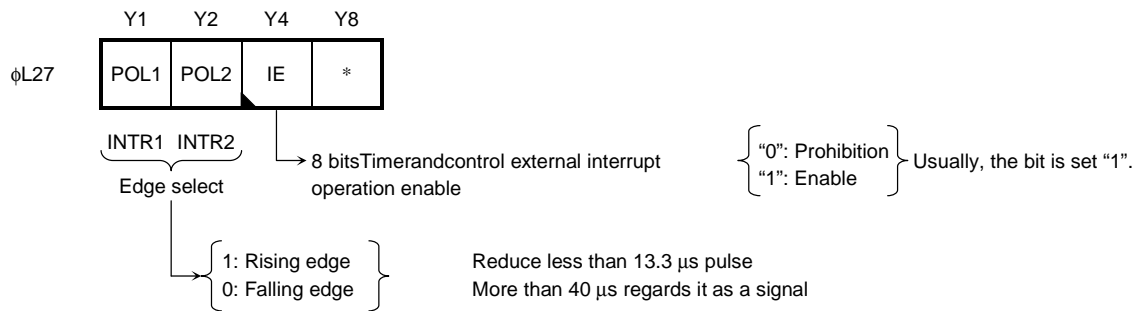 Y1 Y2 Y4 Y8
ϕL27 POL1 POL2 IE *
INTR1 INTR2
Edge select
8 bitsTimerandcontrol external interrupt
operation enable
“0”: Prohibition
“1”: Enable
Usually, the bit is set “1”.
1: Rising edge
0: Falling edge
Reduce less than 13.3 μs pulse
More than 40 μs regards it as a signal